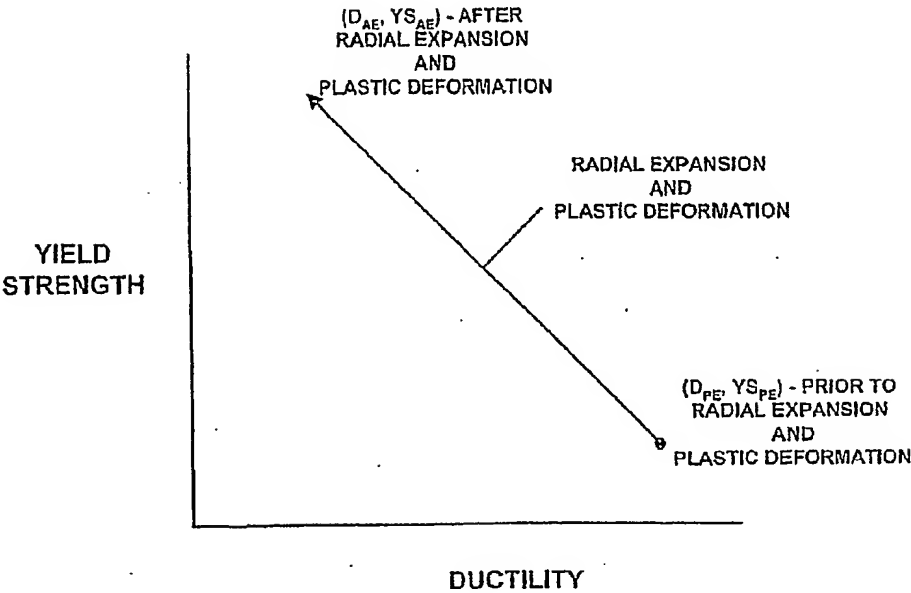 (D_AE, YS_AE) - AFTER
RADIAL EXPANSION
AND
PLASTIC DEFORMATION
RADIAL EXPANSION
AND
PLASTIC DEFORMATION
YIELD
STRENGTH
(D_PE, YS_PE) - PRIOR TO
RADIAL EXPANSION
AND
PLASTIC DEFORMATION
DUCTILITY